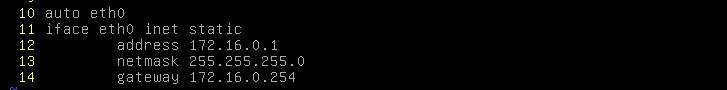 10 auto eth0
11 iface eth0 inet static
12         address 172.16.0.1
13         netmask 255.255.255.0
14         gateway 172.16.0.254
~